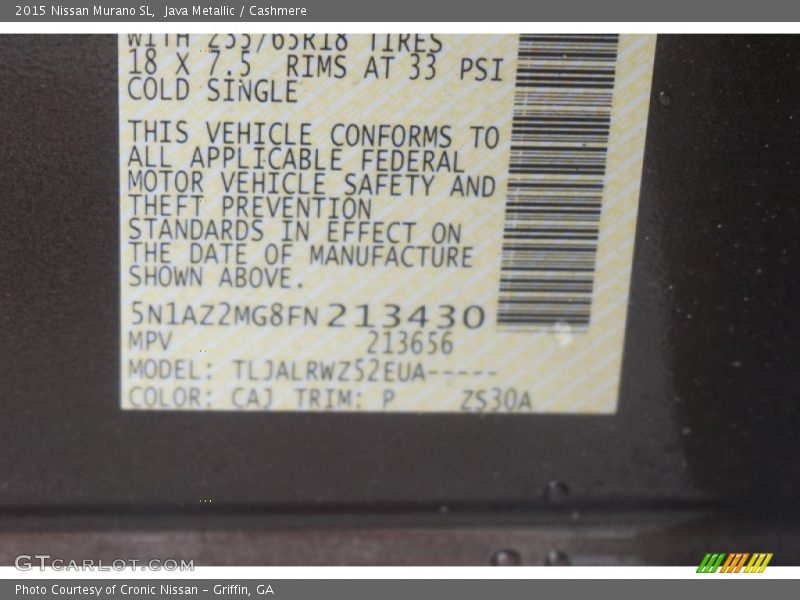 2015 Nissan Murano SL, Java Metallic / Cashmere
WITH 235/65R18 TIRES
18 X 7.5 RIMS AT 33 PSI
COLD SINGLE
THIS VEHICLE CONFORMS TO
ALL APPLICABLE FEDERAL
MOTOR VEHICLE SAFETY AND
THEFT PREVENTION
STANDARDS IN EFFECT ON
THE DATE OF MANUFACTURE
SHOWN ABOVE.
5N1AZ2MG8FN213430
MPV 213656
MODEL: TLJALRWZ52EUA-----
COLOR: CAJ TRIM: P ZS30A
GTCARLOT.COM
Photo Courtesy of Cronic Nissan - Griffin, GA